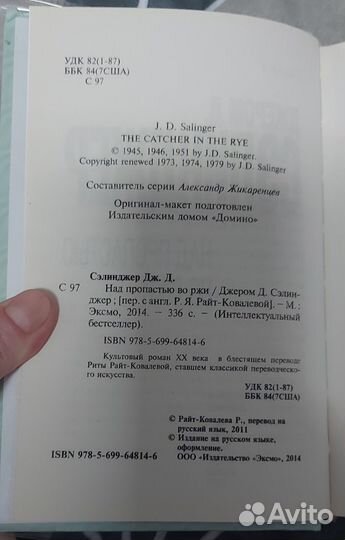 УДК 82(1-87)
ББК 84(7США)
С 97
J. D. Salinger
THE CATCHER IN THE RYE
© 1945, 1946, 1951 by J.D. Salinger.
Copyright renewed 1973, 1974, 1979 by J.D. Salinger
Составитель серии Александр Жикаренцев
Оригинал-макет подготовлен
Издательским домом «Домино»
Сэлинджер Дж. Д.
С 97 Над пропастью во ржи / Джером Д. Сэлин-
джер ; [пер. с англ. Р. Я. Райт-Ковалевой]. – М. :
Эксмо, 2014. – 336 с. – (Интеллектуальный
бестселлер).
ISBN 978-5-699-64814-6
Культовый роман XX века в блестящем переводе
Риты Райт-Ковалевой, ставшем классикой переводческо-
го искусства.
УДК 82(1-87)
ББК 84(7США)
© Райт-Ковалева Р., перевод на
русский язык, 2011
© Издание на русском языке,
оформление.
ISBN 978-5-699-64814-6 ООО «Издательство «Эксмо», 2014
Avito